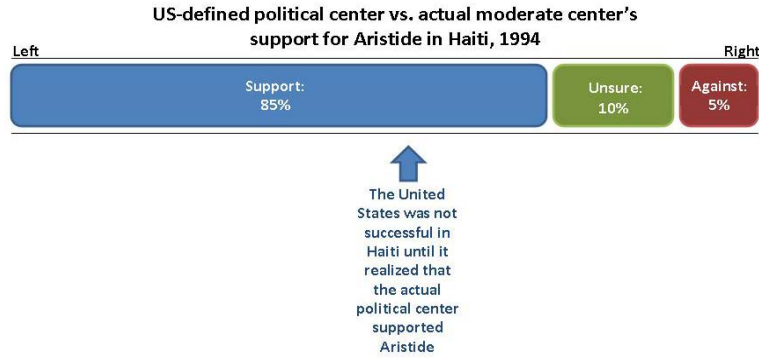 US-defined political center vs. actual moderate center's
support for Aristide in Haiti, 1994
Left
Right
Support:
85%
Unsure:
10%
Against:
5%
The United
States was not
successful in
Haiti until it
realized that
the actual
political center
supported
Aristide